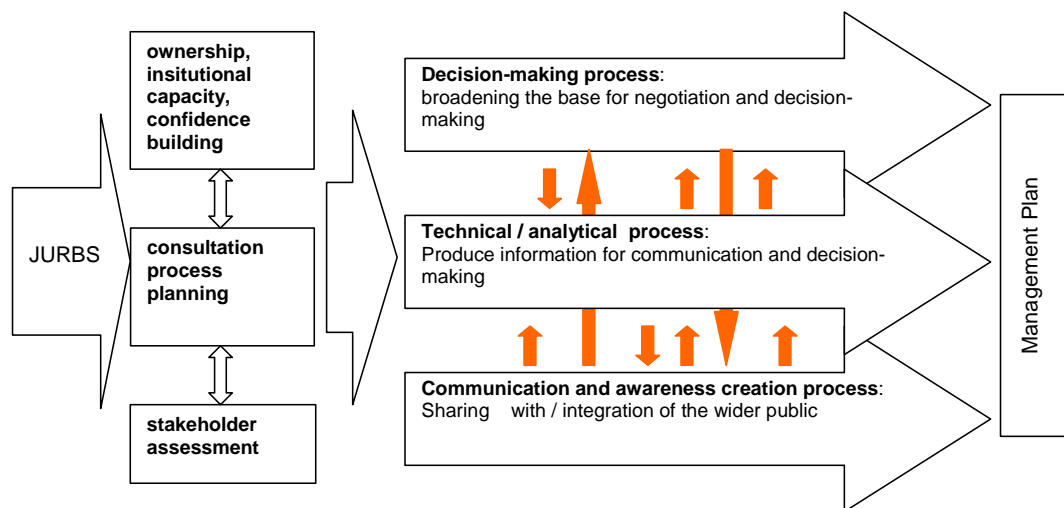 JURBS
ownership,
insitutional
capacity,
confidence
building
consultation
process
planning
stakeholder
assessment
Decision-making process:
broadening the base for negotiation and decision-
making
Technical / analytical process:
Produce information for communication and decision-
making
Communication and awareness creation process:
Sharing with / integration of the wider public
Management Plan